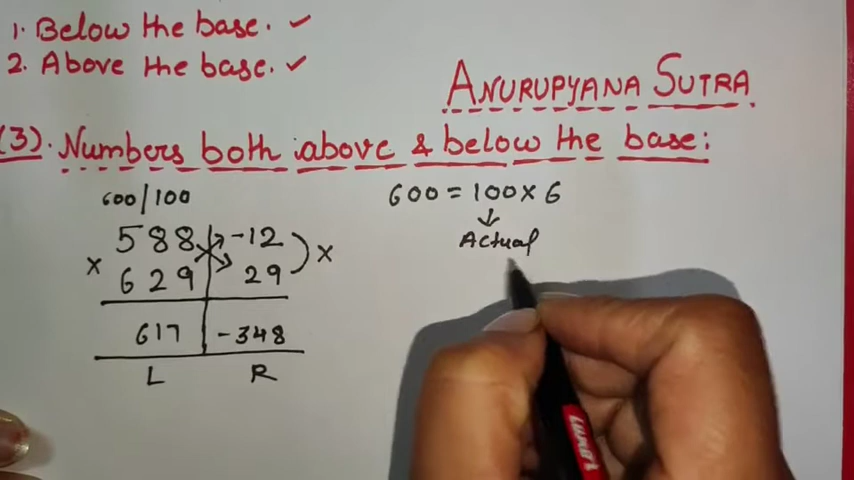 1. Below the base. ✓
2. Above the base. ✓
ANURUPYANA SUTRA
(3). Numbers both above & below the base:
600/100
600 = 100 × 6
↓
Actual
588 -12
× 629 29 ×
617 -348
L R
LUXOR